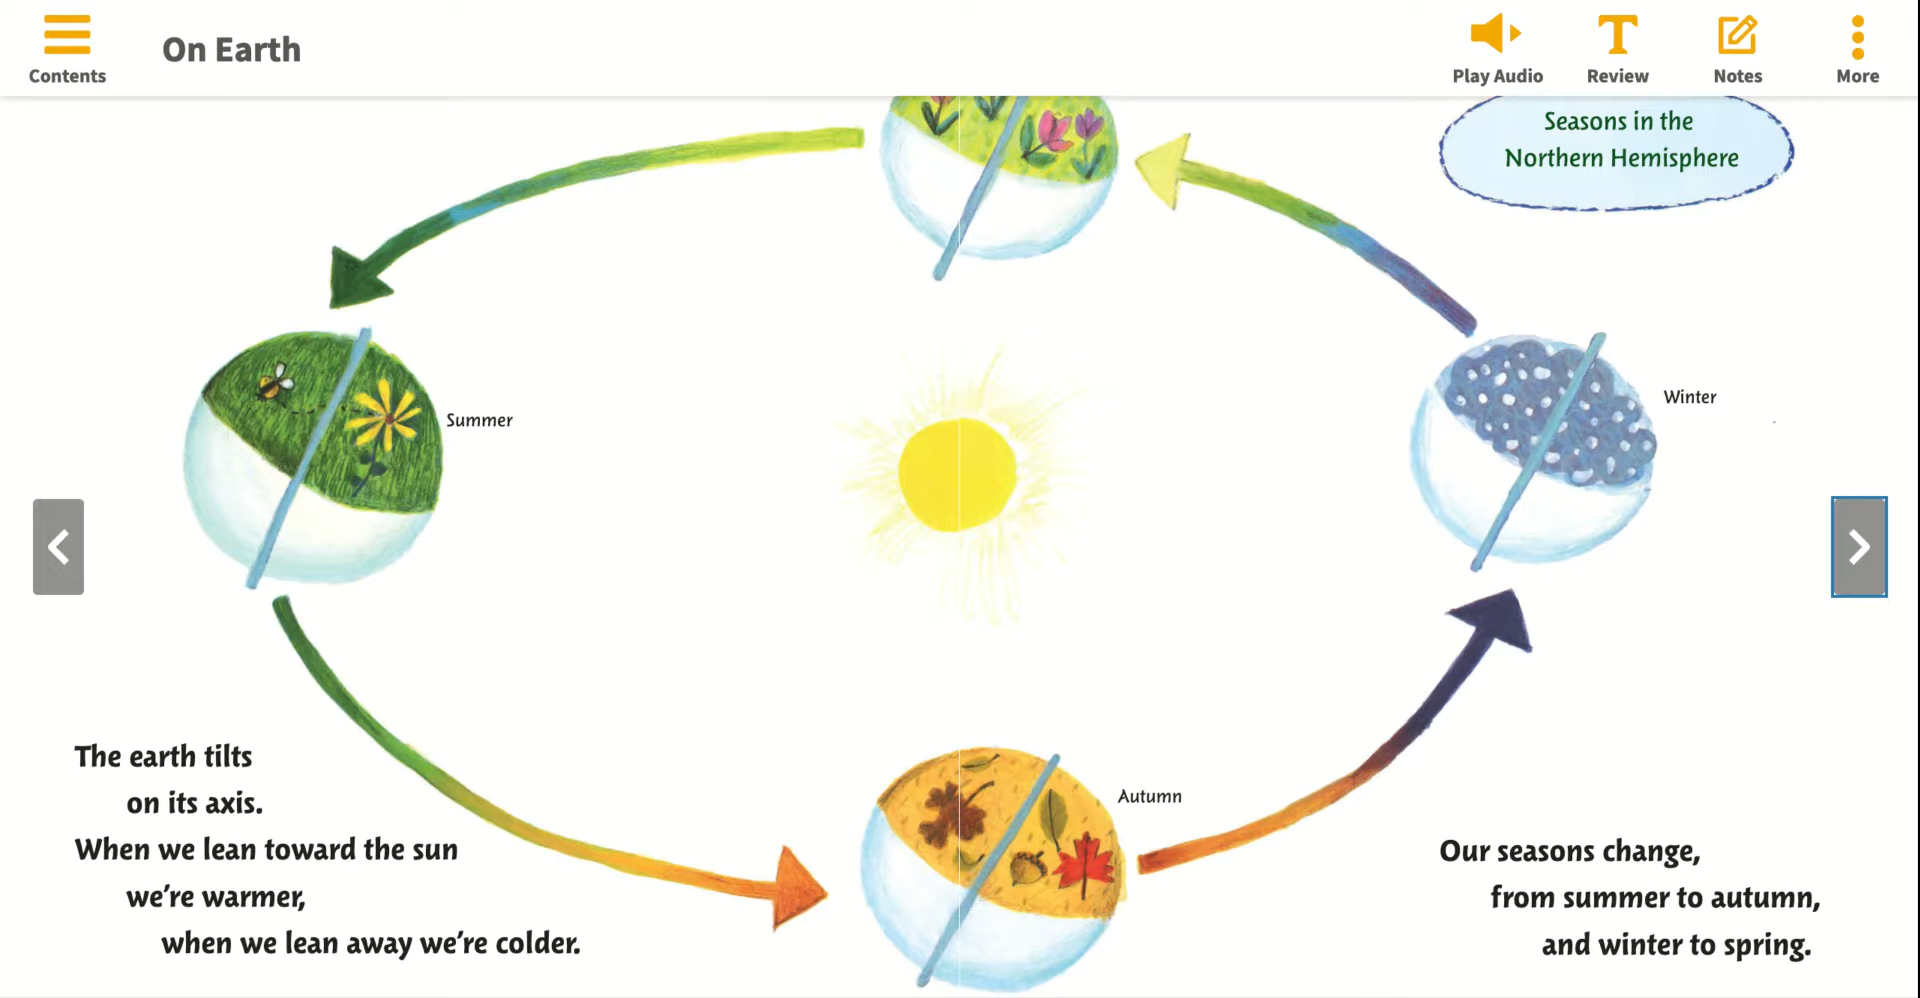 Contents
On Earth
Play Audio
Review
Notes
More
Seasons in the
Northern Hemisphere
Summer
Winter
Autumn
The earth tilts
on its axis.
When we lean toward the sun
we're warmer,
when we lean away we're colder.
Our seasons change,
from summer to autumn,
and winter to spring.